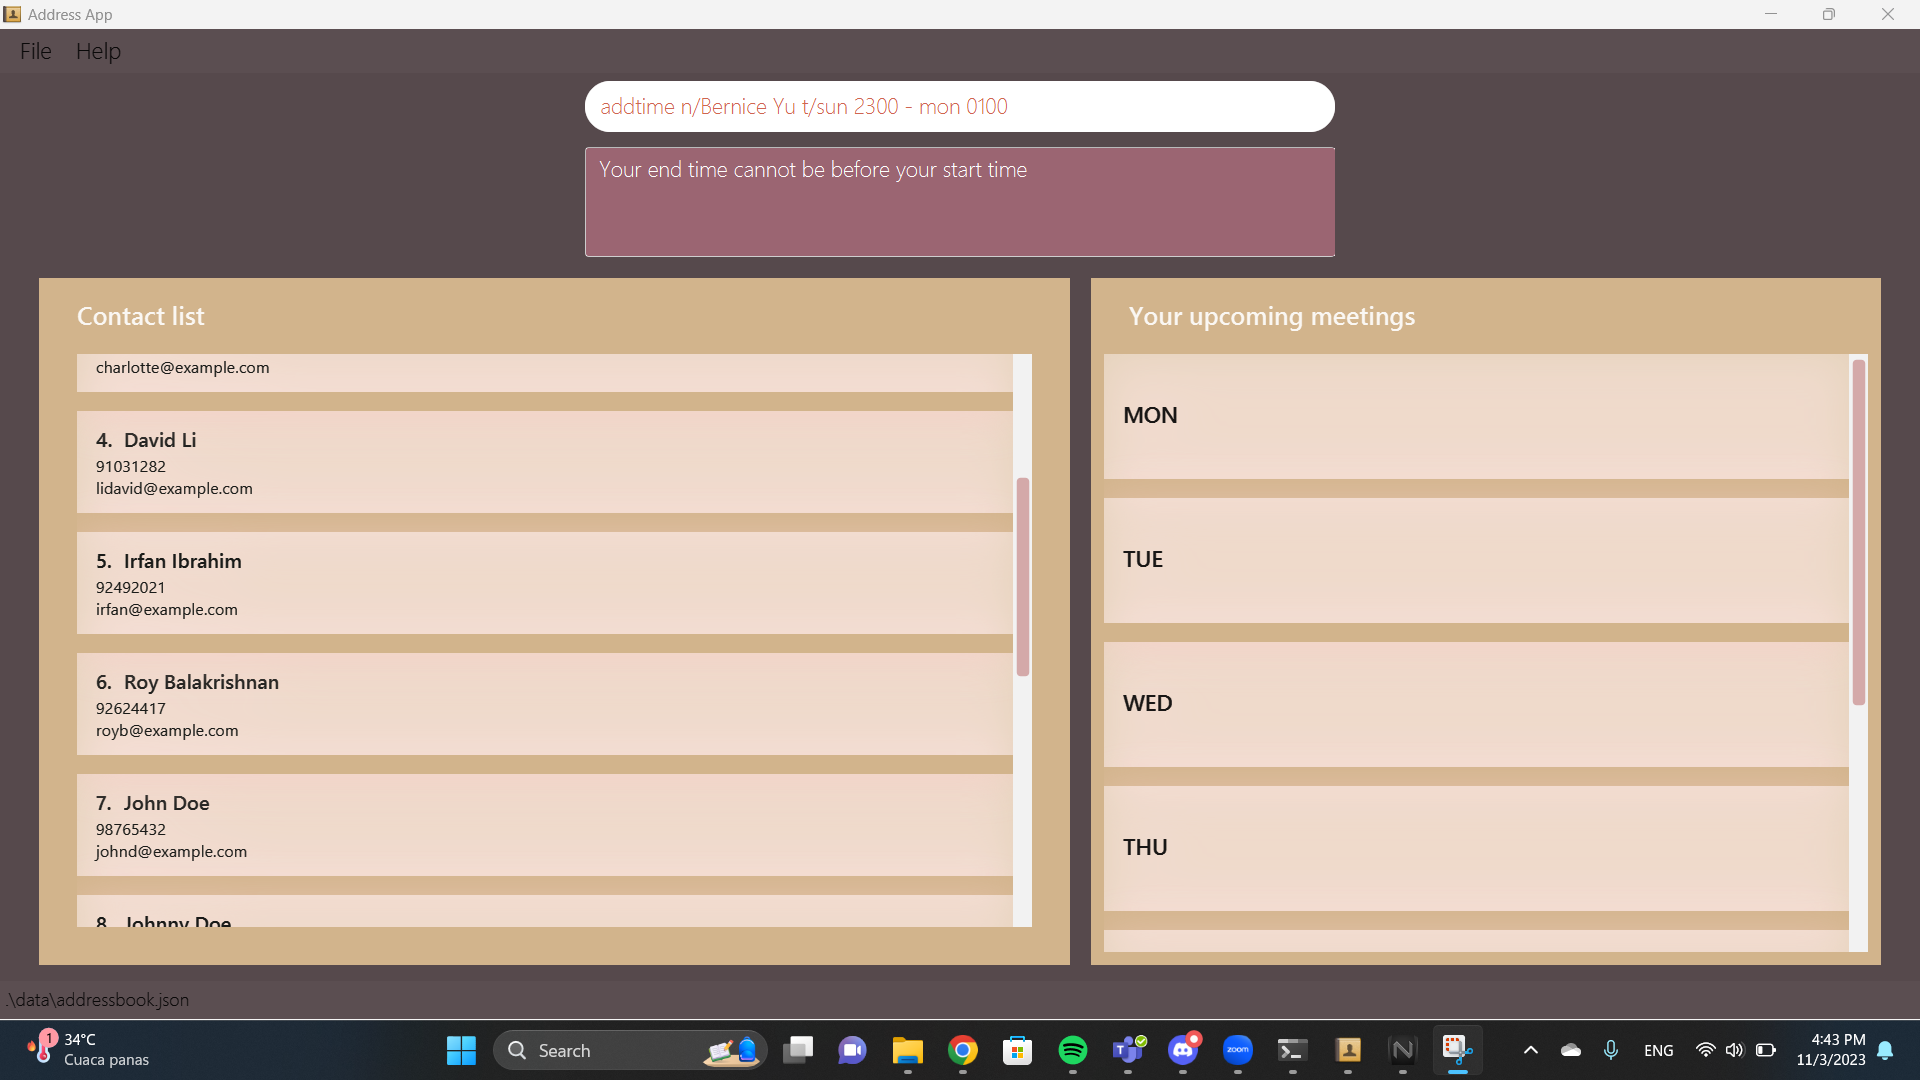 Address App
File Help
addtime n/Bernice Yu t/sun 2300 - mon 0100
Your end time cannot be before your start time
Contact list
charlotte@example.com
4. David Li
91031282
lidavid@example.com
5. Irfan Ibrahim
92492021
irfan@example.com
6. Roy Balakrishnan
92624417
royb@example.com
7. John Doe
98765432
johnd@example.com
8. Johnny Doe
Your upcoming meetings
MON
TUE
WED
THU
.\data\addressbook.json
1
34°C
Cuaca panas
Search
zoom
ENG
4:43 PM
11/3/2023